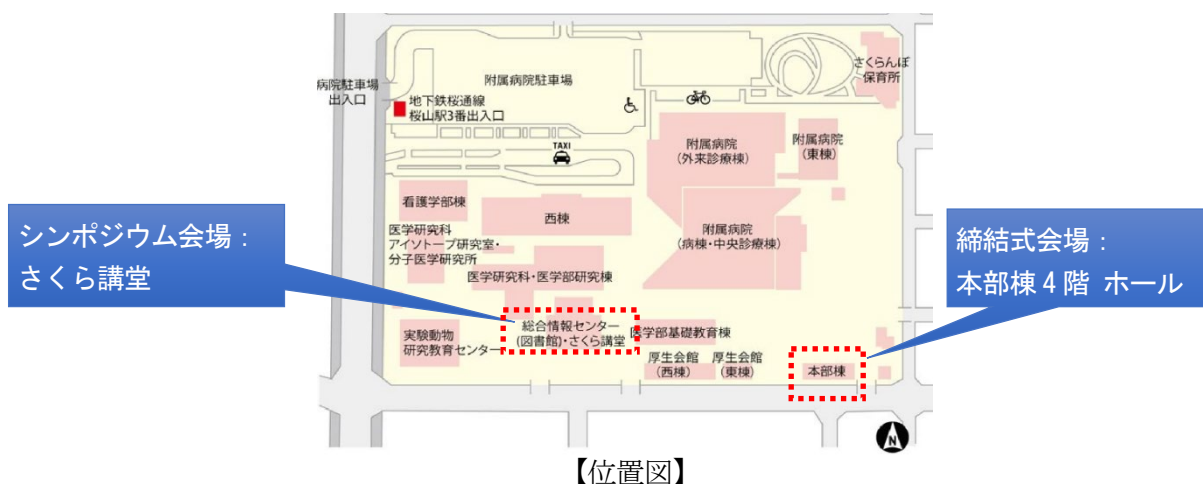 さくらんぼ
保育所
病院駐車場
出入口
附属病院駐車場
地下鉄桜通線
桜山駅3番出入口
TAXI
附属病院
(外来診療棟)
附属病院
(東棟)
看護学部棟
西棟
附属病院
(病棟・中央診療棟)
シンポジウム会場：
さくら講堂
医学研究科
アイソトープ研究室・
分子医学研究所
医学研究科・医学部研究棟
締結式会場：
本部棟4階 ホール
実験動物
研究教育センター
総合情報センター
(図書館)・さくら講堂
医学部基礎教育棟
厚生会館
(西棟)
厚生会館
(東棟)
本部棟
N
【位置図】